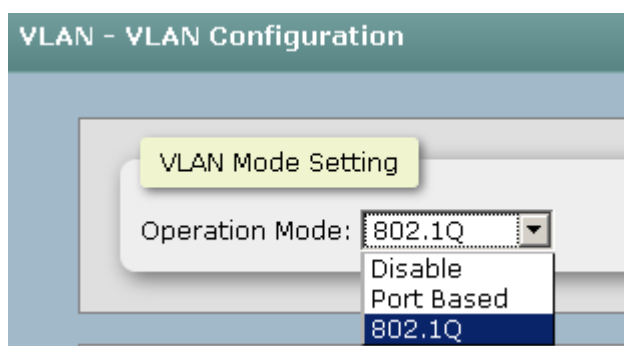 VLAN - VLAN Configuration
VLAN Mode Setting
Operation Mode: 802.1Q
Disable
Port Based
802.1Q